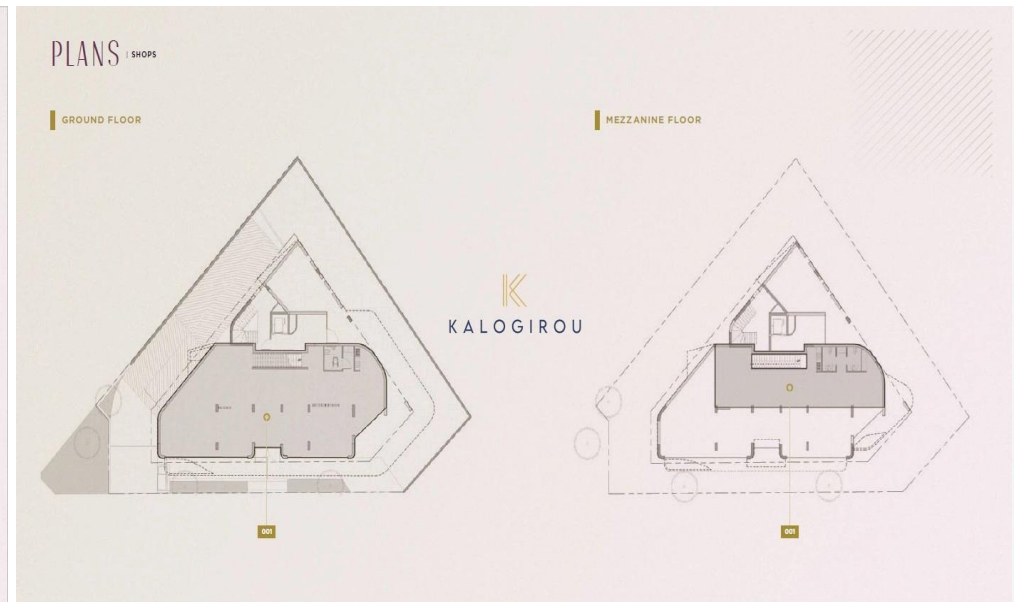 PLANS | SHOPS
GROUND FLOOR
MEZZANINE FLOOR
K
KALOGIROU
001
001